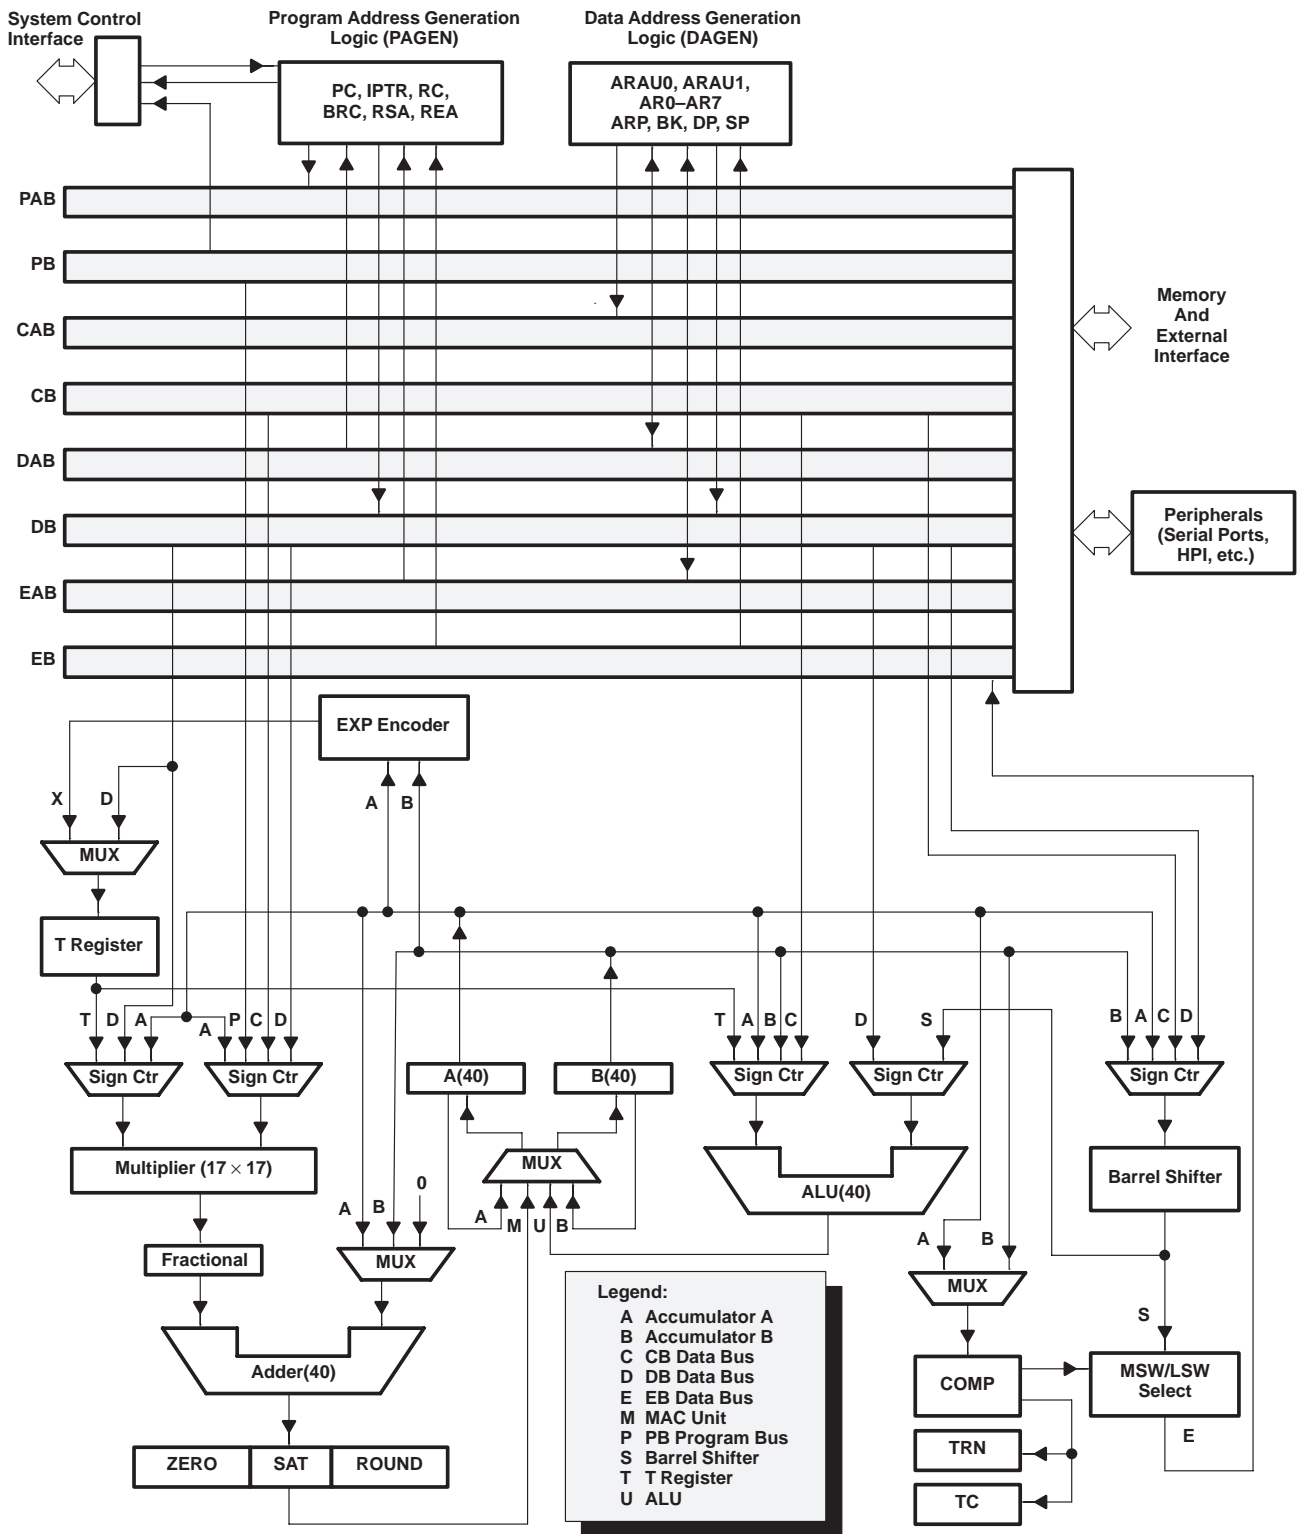 System Control
Interface
Program Address Generation
Logic (PAGEN)
Data Address Generation
Logic (DAGEN)
PC, IPTR, RC,
BRC, RSA, REA
ARAU0, ARAU1,
AR0–AR7
ARP, BK, DP, SP
PAB
PB
CAB
CB
DAB
DB
EAB
EB
Memory
And
External
Interface
Peripherals
(Serial Ports,
HPI, etc.)
EXP Encoder
X
D
A
B
MUX
T Register
T
D
A
A
P
C
D
T
A
B
C
D
S
B
A
C
D
Sign Ctr
Sign Ctr
A(40)
B(40)
Sign Ctr
Sign Ctr
Sign Ctr
Multiplier (17 × 17)
MUX
ALU(40)
Barrel Shifter
A
B
0
A
M
U
B
Fractional
MUX
A
B
MUX
S
Adder(40)
COMP
MSW/LSW
Select
E
TRN
TC
ZERO
SAT
ROUND
Legend:
A Accumulator A
B Accumulator B
C CB Data Bus
D DB Data Bus
E EB Data Bus
M MAC Unit
P PB Program Bus
S Barrel Shifter
T T Register
U ALU